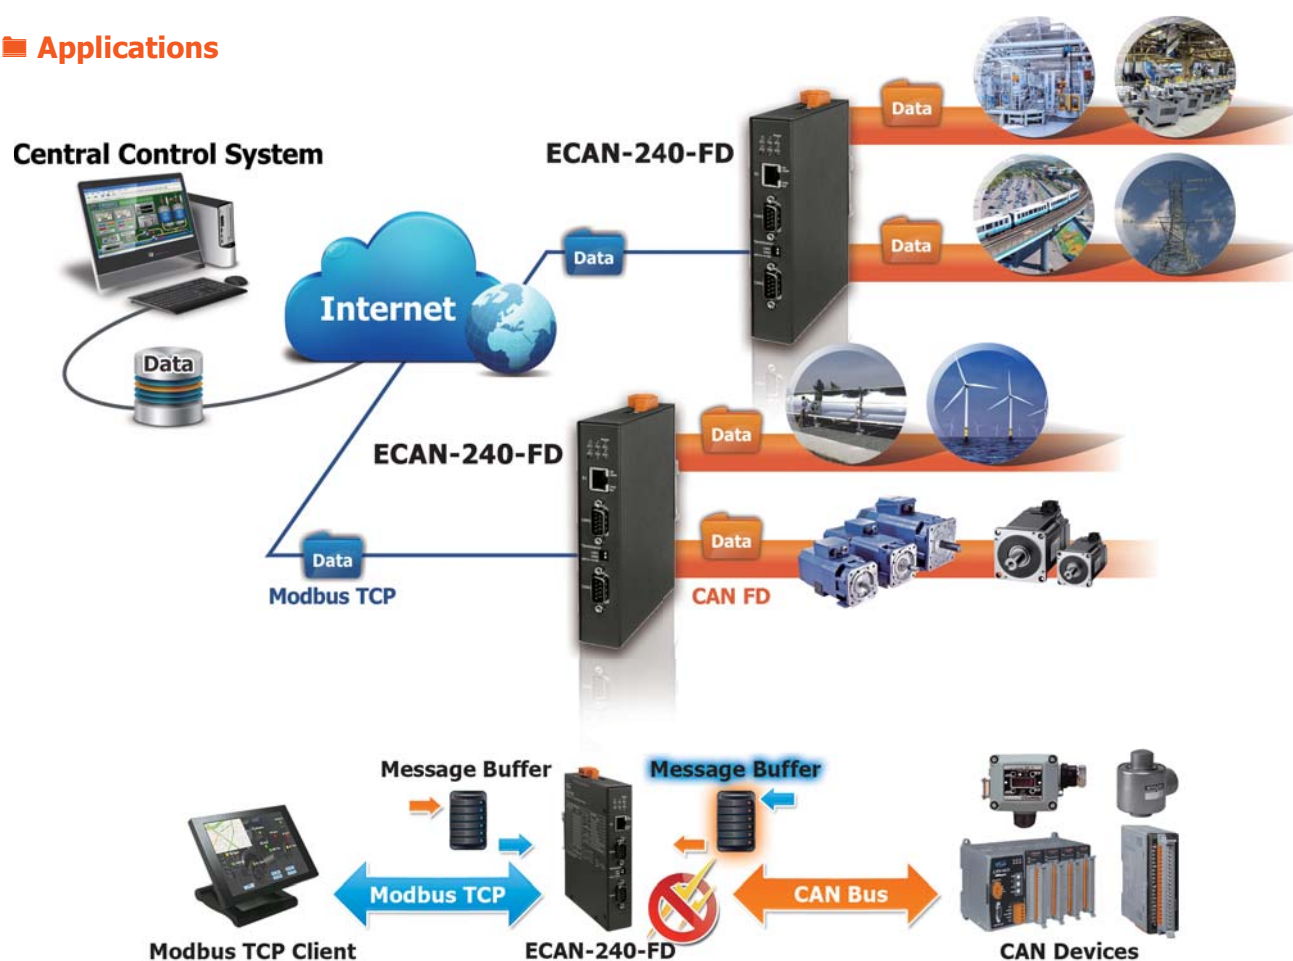 Applications
Central Control System
ECAN-240-FD
Data
Data
Data
Internet
Data
ECAN-240-FD
Data
Data
Data
Modbus TCP
CAN FD
Message Buffer
Message Buffer
Modbus TCP
CAN Bus
Modbus TCP Client
ECAN-240-FD
CAN Devices